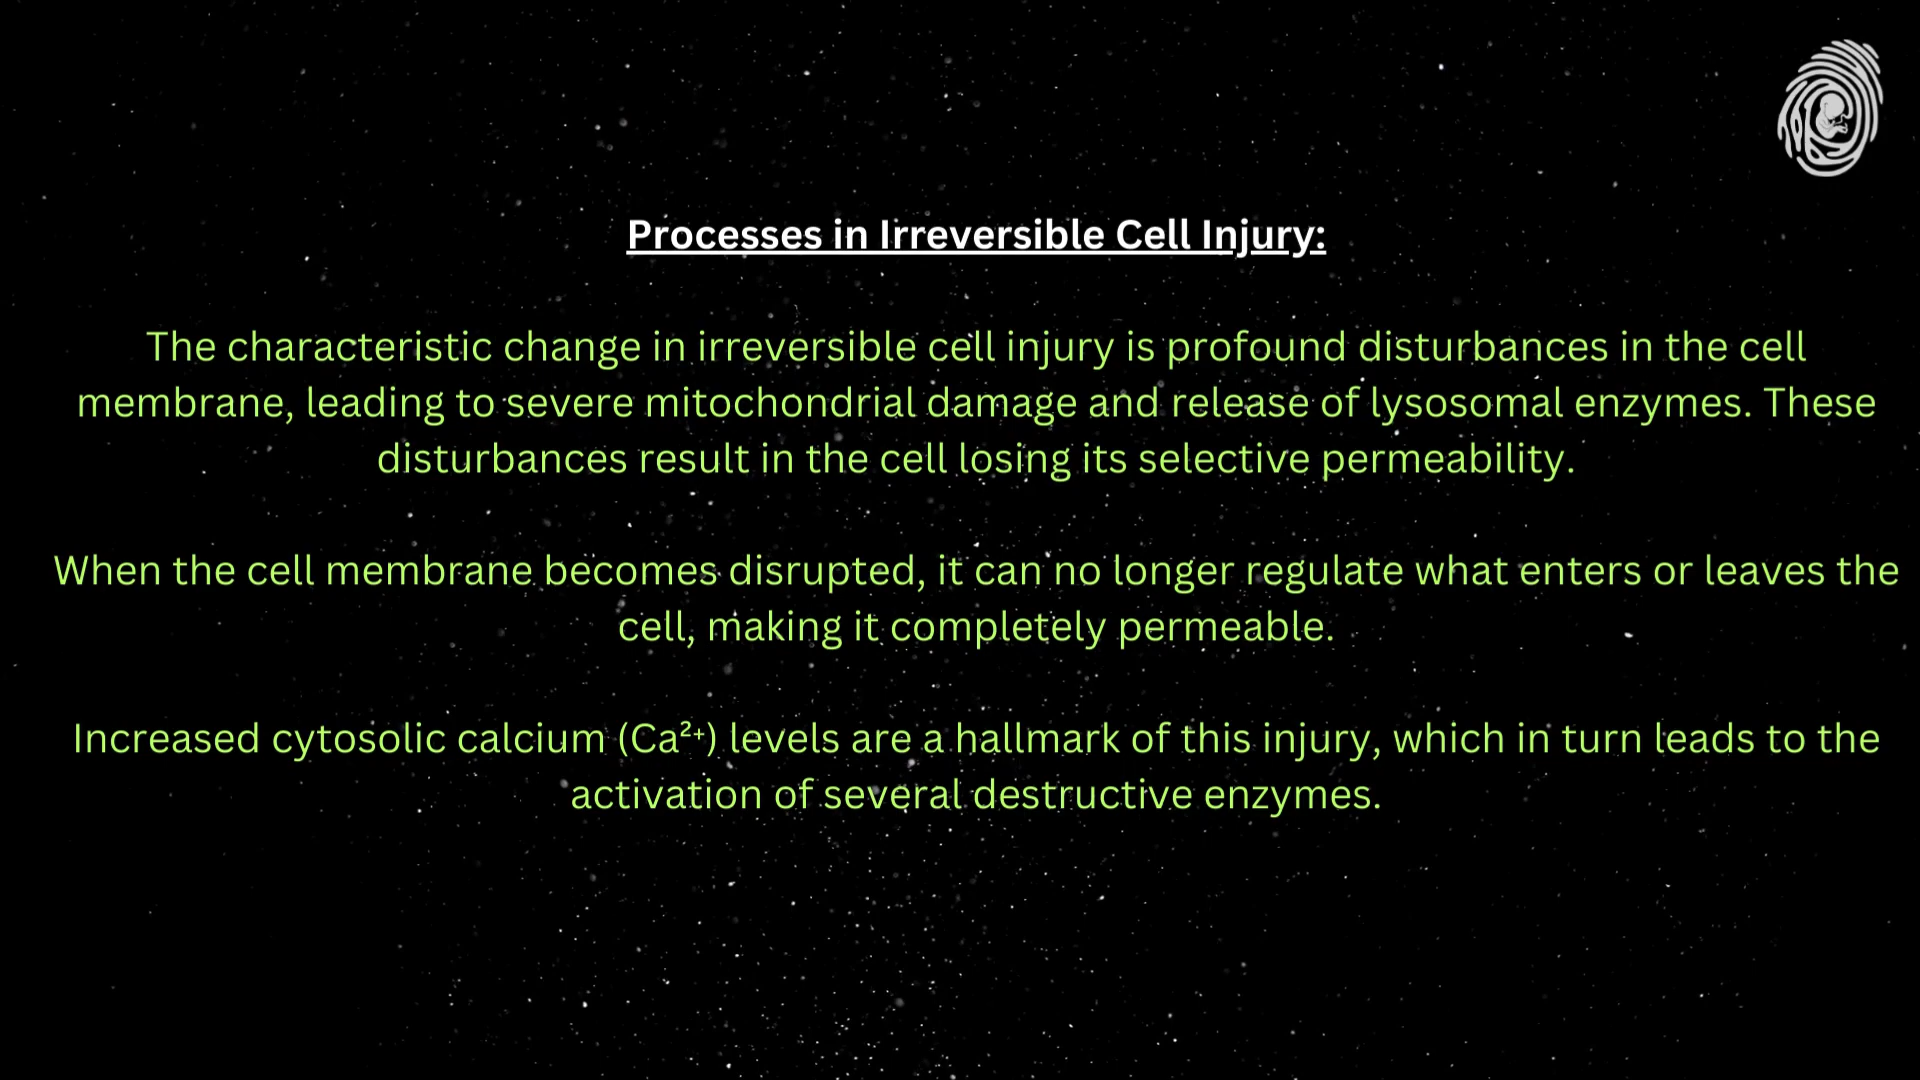 Processes in Irreversible Cell Injury:
The characteristic change in irreversible cell injury is profound disturbances in the cell
membrane, leading to severe mitochondrial damage and release of lysosomal enzymes. These
disturbances result in the cell losing its selective permeability.
When the cell membrane becomes disrupted, it can no longer regulate what enters or leaves the
cell, making it completely permeable.
Increased cytosolic calcium (Ca²⁺) levels are a hallmark of this injury, which in turn leads to the
activation of several destructive enzymes.